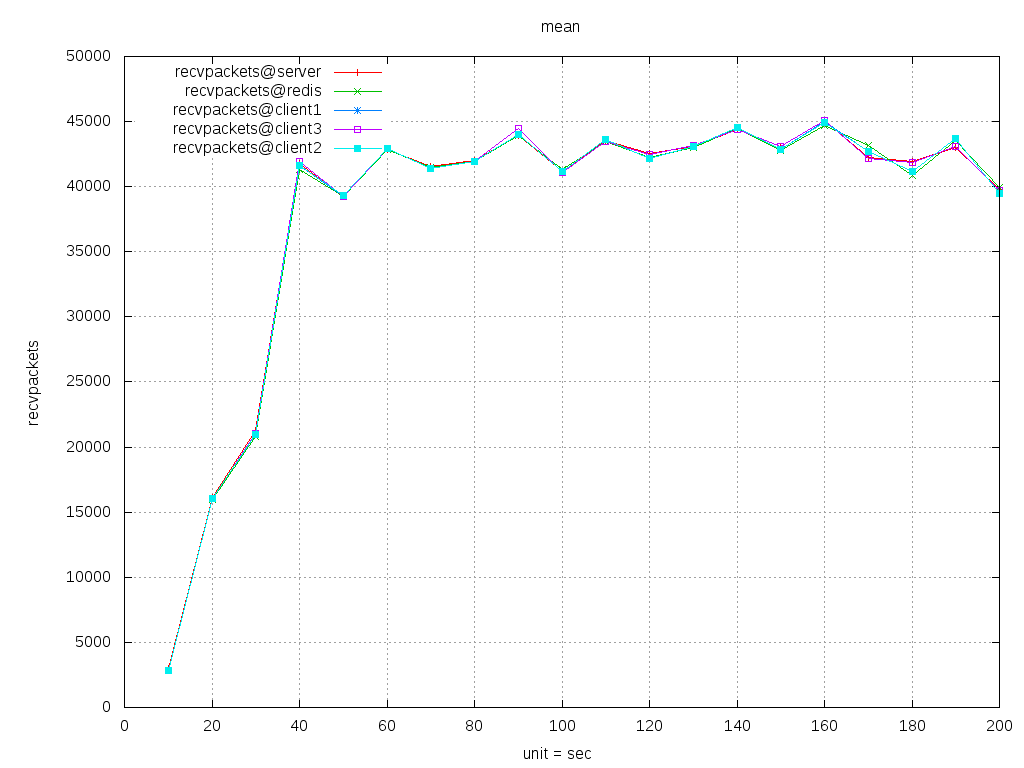 mean
50000
45000
40000
35000
30000
25000
20000
15000
10000
5000
0
recvpackets@server
recvpackets@redis
recvpackets@client1
recvpackets@client3
recvpackets@client2
recvpackets
0 20 40 60 80 100 120 140 160 180 200
unit = sec